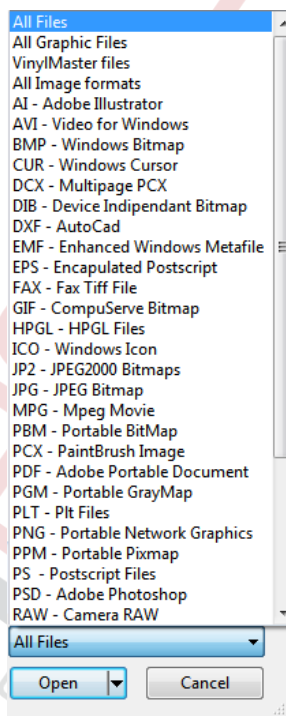 All Files
All Graphic Files
VinylMaster files
All Image formats
AI - Adobe Illustrator
AVI - Video for Windows
BMP - Windows Bitmap
CUR - Windows Cursor
DCX - Multipage PCX
DIB - Device Indipendant Bitmap
DXF - AutoCad
EMF - Enhanced Windows Metafile
EPS - Encapulated Postscript
FAX - Fax Tiff File
GIF - CompuServe Bitmap
HPGL - HPGL Files
ICO - Windows Icon
JP2 - JPEG2000 Bitmaps
JPG - JPEG Bitmap
MPG - Mpeg Movie
PBM - Portable BitMap
PCX - PaintBrush Image
PDF - Adobe Portable Document
PGM - Portable GrayMap
PLT - Plt Files
PNG - Portable Network Graphics
PPM - Portable Pixmap
PS - Postscript Files
PSD - Adobe Photoshop
RAW - Camera RAW
All Files
Open Cancel